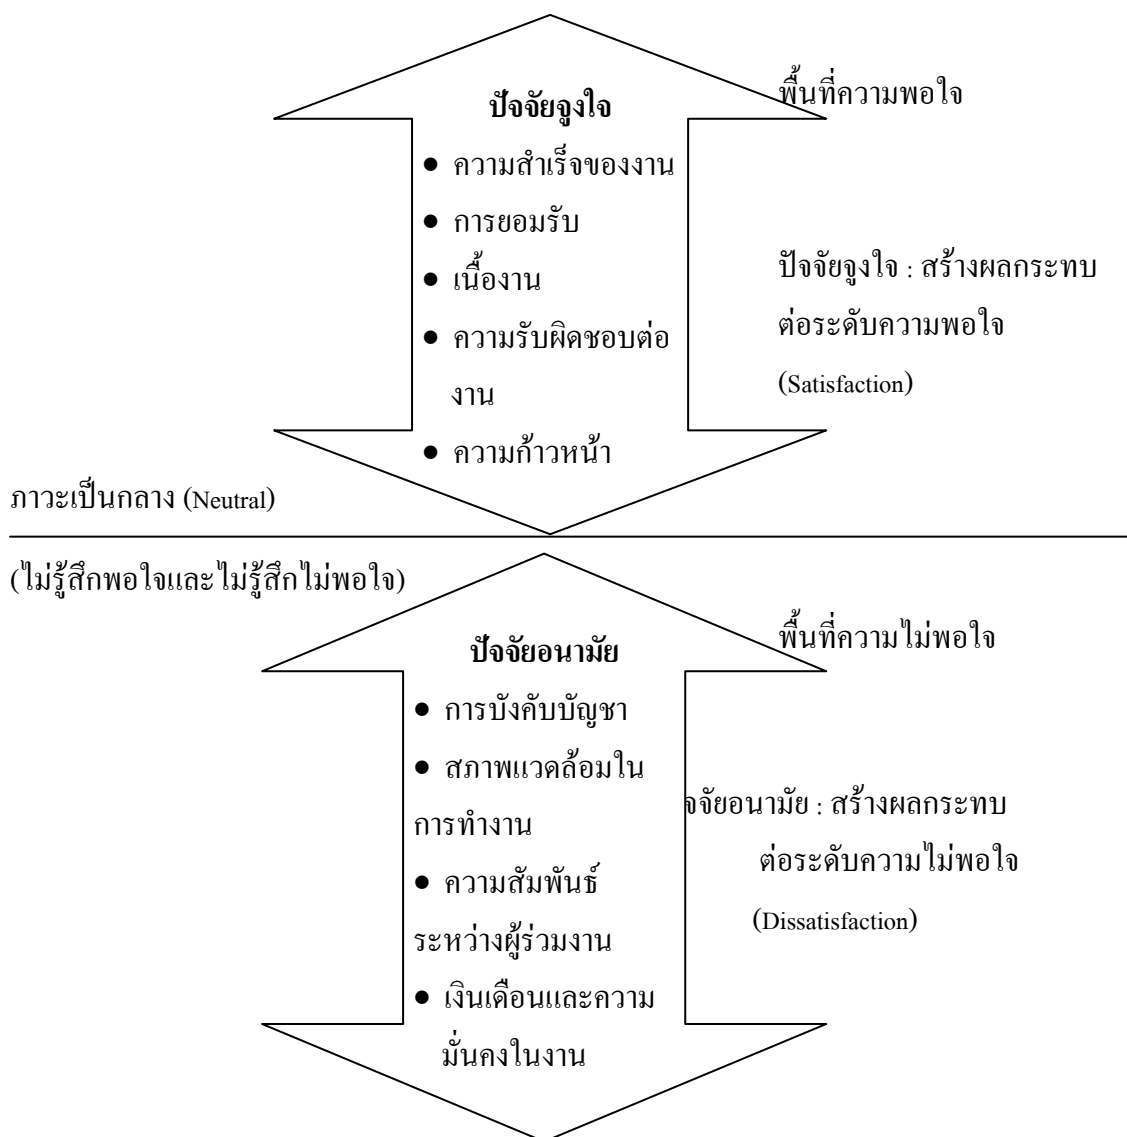 พื้นที่ความพอใจ
ปัจจัยจูงใจ
● ความสำเร็จของงาน
● การยอมรับ
● เนื้องาน
● ความรับผิดชอบต่อ
งาน
● ความก้าวหน้า
ปัจจัยจูงใจ : สร้างผลกระทบ
ต่อระดับความพอใจ
(Satisfaction)
ภาวะเป็นกลาง (Neutral)
(ไม่รู้สึกพอใจและไม่รู้สึกไม่พอใจ)
พื้นที่ความไม่พอใจ
ปัจจัยอนามัย
● การบังคับบัญชา
● สภาพแวดล้อมใน
การทำงาน
● ความสัมพันธ์
ระหว่างผู้ร่วมงาน
● เงินเดือนและความ
มั่นคงในงาน
จจัยอนามัย : สร้างผลกระทบ
ต่อระดับความไม่พอใจ
(Dissatisfaction)